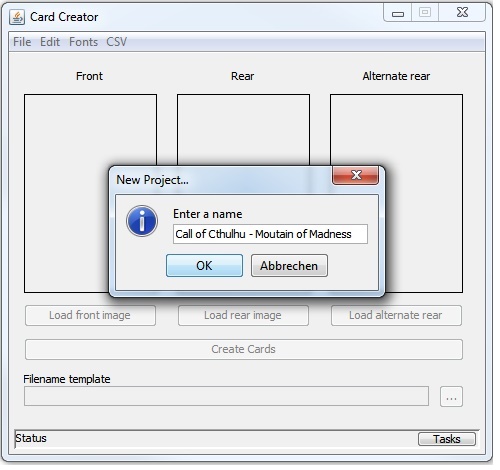 Card Creator
File Edit Fonts CSV
Front Rear Alternate rear
New Project...
Enter a name
Call of Cthulhu - Moutain of Madness
OK Abbrechen
Load front image Load rear image Load alternate rear
Create Cards
Filename template
...
Status Tasks